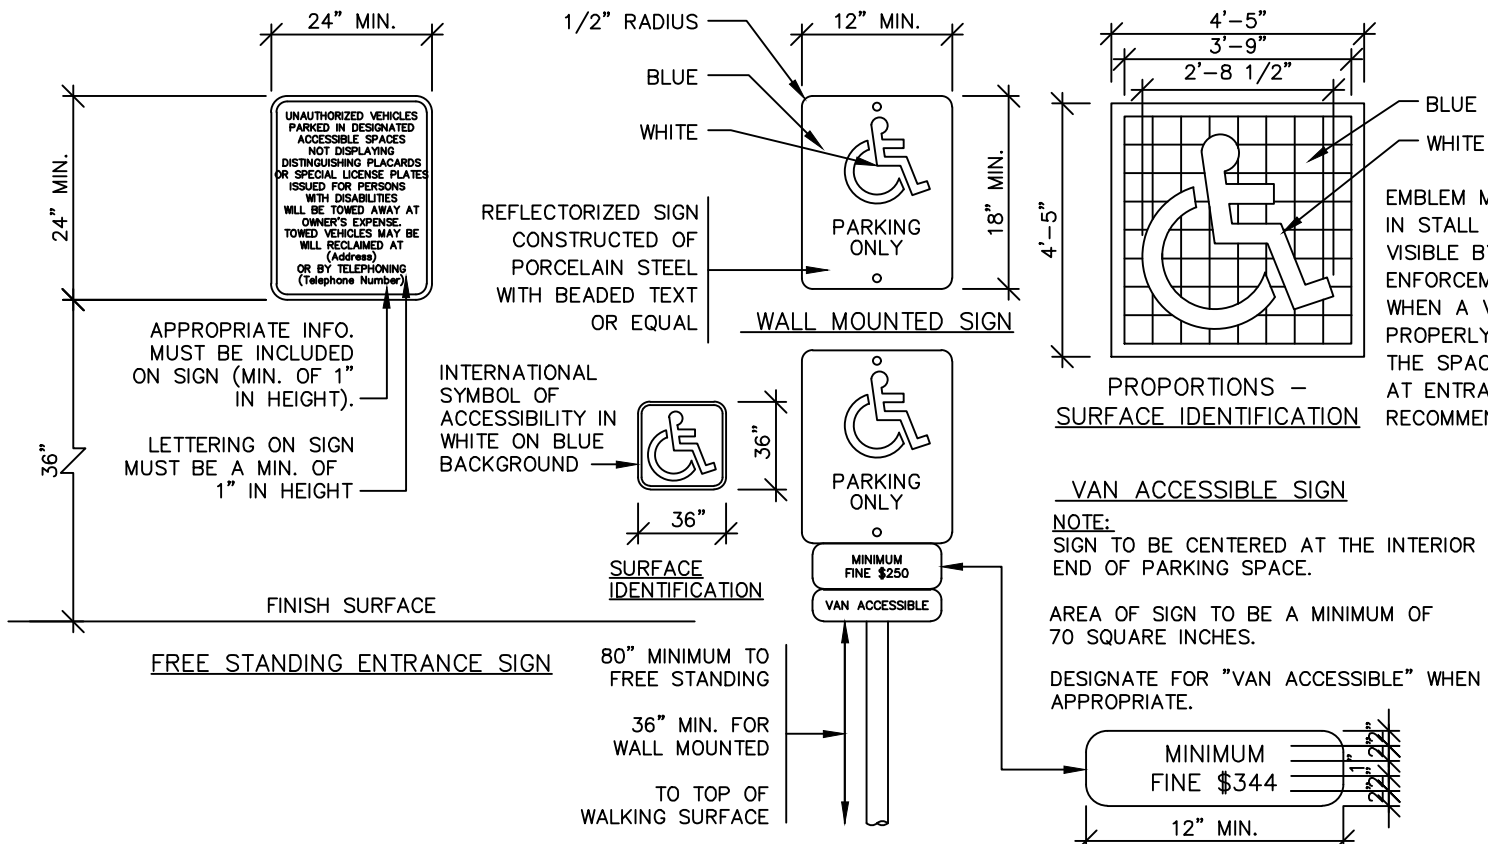 24" MIN.
24" MIN.
UNAUTHORIZED VEHICLES
PARKED IN DESIGNATED
ACCESSIBLE SPACES
NOT DISPLAYING
DISTINGUISHING PLACARDS
OR SPECIAL LICENSE PLATES
ISSUED FOR PERSONS
WITH DISABILITIES
WILL BE TOWED AWAY AT
OWNER'S EXPENSE.
TOWED VEHICLES MAY BE
WILL RECLAIMED AT
(Address)
OR BY TELEPHONING
(Telephone Number)
APPROPRIATE INFO.
MUST BE INCLUDED
ON SIGN (MIN. OF 1"
IN HEIGHT).
LETTERING ON SIGN
MUST BE A MIN. OF
1" IN HEIGHT
36"
FINISH SURFACE
FREE STANDING ENTRANCE SIGN
1/2" RADIUS
12" MIN.
BLUE
WHITE
18" MIN.
PARKING
ONLY
REFLECTORIZED SIGN
CONSTRUCTED OF
PORCELAIN STEEL
WITH BEADED TEXT
OR EQUAL
WALL MOUNTED SIGN
INTERNATIONAL
SYMBOL OF
ACCESSIBILITY IN
WHITE ON BLUE
BACKGROUND
36"
36"
SURFACE
IDENTIFICATION
PARKING
ONLY
MINIMUM
FINE $250
VAN ACCESSIBLE
80" MINIMUM TO
FREE STANDING
36" MIN. FOR
WALL MOUNTED
TO TOP OF
WALKING SURFACE
4'-5"
3'-9"
2'-8 1/2"
4'-5"
BLUE
WHITE
EMBLEM M
IN STALL
VISIBLE BY
ENFORCEM
WHEN A V
PROPERLY
THE SPAC
AT ENTRA
RECOMMEN
PROPORTIONS –
SURFACE IDENTIFICATION
VAN ACCESSIBLE SIGN
NOTE:
SIGN TO BE CENTERED AT THE INTERIOR
END OF PARKING SPACE.
AREA OF SIGN TO BE A MINIMUM OF
70 SQUARE INCHES.
DESIGNATE FOR "VAN ACCESSIBLE" WHEN
APPROPRIATE.
MINIMUM
FINE $344
2"
2"
1"
2"
2"
12" MIN.